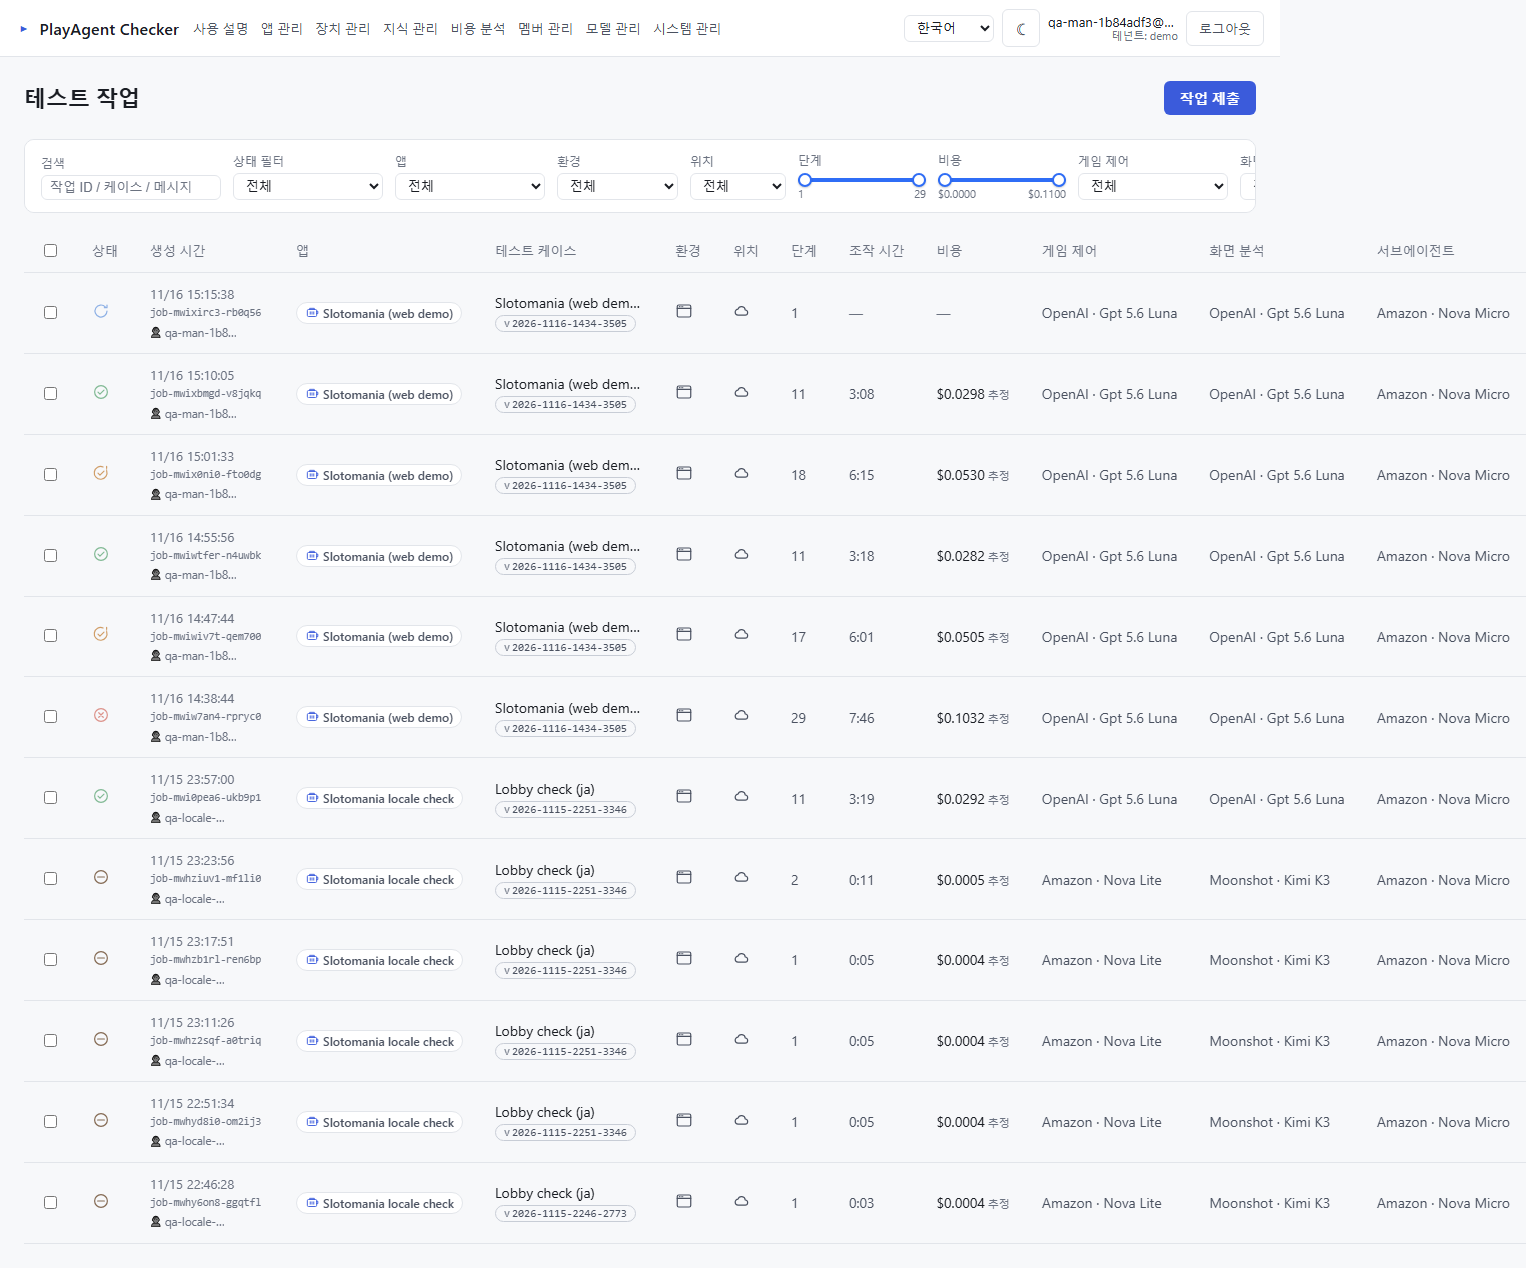 PlayAgent Checker 사용 설명 앱 관리 장치 관리 지식 관리 비용 분석 멤버 관리 모델 관리 시스템 관리 한국어 qa-man-1b84adf3@... 로그아웃
테넌트: demo
테스트 작업 작업 제출
검색 상태 필터 앱 환경 위치 단계 비용 게임 제어
작업 ID / 케이스 / 메시지 전체 전체 전체 전체 1 29 $0.0000 $0.1100 전체
상태 생성 시간 앱 테스트 케이스 환경 위치 단계 조작 시간 비용 게임 제어 화면 분석 서브에이전트
11/16 15:15:38
job-mwixirc3-rb0q56
qa-man-1b8...
Slotomania (web demo)
Slotomania (web dem...
v 2026-1116-1434-3505
1 — — OpenAI · Gpt 5.6 Luna OpenAI · Gpt 5.6 Luna Amazon · Nova Micro
11/16 15:10:05
job-mwixbmgd-v8jqkq
qa-man-1b8...
Slotomania (web demo)
Slotomania (web dem...
v 2026-1116-1434-3505
11 3:08 $0.0298 추정 OpenAI · Gpt 5.6 Luna OpenAI · Gpt 5.6 Luna Amazon · Nova Micro
11/16 15:01:33
job-mwix0ni0-fto0dg
qa-man-1b8...
Slotomania (web demo)
Slotomania (web dem...
v 2026-1116-1434-3505
18 6:15 $0.0530 추정 OpenAI · Gpt 5.6 Luna OpenAI · Gpt 5.6 Luna Amazon · Nova Micro
11/16 14:55:56
job-mwiwtfer-n4uwbk
qa-man-1b8...
Slotomania (web demo)
Slotomania (web dem...
v 2026-1116-1434-3505
11 3:18 $0.0282 추정 OpenAI · Gpt 5.6 Luna OpenAI · Gpt 5.6 Luna Amazon · Nova Micro
11/16 14:47:44
job-mwiwiv7t-qem700
qa-man-1b8...
Slotomania (web demo)
Slotomania (web dem...
v 2026-1116-1434-3505
17 6:01 $0.0505 추정 OpenAI · Gpt 5.6 Luna OpenAI · Gpt 5.6 Luna Amazon · Nova Micro
11/16 14:38:44
job-mwiw7an4-rpryc0
qa-man-1b8...
Slotomania (web demo)
Slotomania (web dem...
v 2026-1116-1434-3505
29 7:46 $0.1032 추정 OpenAI · Gpt 5.6 Luna OpenAI · Gpt 5.6 Luna Amazon · Nova Micro
11/15 23:57:00
job-mwi0pea6-ukb9p1
qa-locale-...
Slotomania locale check
Lobby check (ja)
v 2026-1115-2251-3346
11 3:19 $0.0292 추정 OpenAI · Gpt 5.6 Luna OpenAI · Gpt 5.6 Luna Amazon · Nova Micro
11/15 23:23:56
job-mwhziuv1-mf1li0
qa-locale-...
Slotomania locale check
Lobby check (ja)
v 2026-1115-2251-3346
2 0:11 $0.0005 추정 Amazon · Nova Lite Moonshot · Kimi K3 Amazon · Nova Micro
11/15 23:17:51
job-mwhzb1rl-ren6bp
qa-locale-...
Slotomania locale check
Lobby check (ja)
v 2026-1115-2251-3346
1 0:05 $0.0004 추정 Amazon · Nova Lite Moonshot · Kimi K3 Amazon · Nova Micro
11/15 23:11:26
job-mwhz2sqf-a0triq
qa-locale-...
Slotomania locale check
Lobby check (ja)
v 2026-1115-2251-3346
1 0:05 $0.0004 추정 Amazon · Nova Lite Moonshot · Kimi K3 Amazon · Nova Micro
11/15 22:51:34
job-mwhyd8i0-om2ij3
qa-locale-...
Slotomania locale check
Lobby check (ja)
v 2026-1115-2251-3346
1 0:05 $0.0004 추정 Amazon · Nova Lite Moonshot · Kimi K3 Amazon · Nova Micro
11/15 22:46:28
job-mwhy6on8-ggqtfl
qa-locale-...
Slotomania locale check
Lobby check (ja)
v 2026-1115-2246-2773
1 0:03 $0.0004 추정 Amazon · Nova Lite Moonshot · Kimi K3 Amazon · Nova Micro